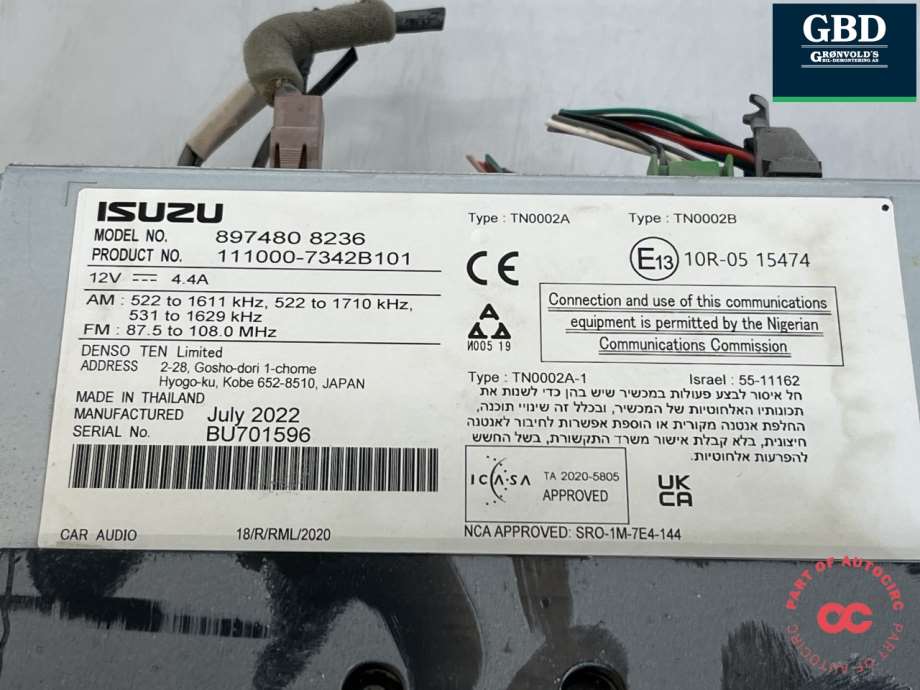 GBD
GRØNVOLD'S
BIL-DEMONTERING AS
ISUZU
MODEL NO. 897480 8236
PRODUCT NO. 111000-7342B101
12V ⎓ 4.4A
AM : 522 to 1611 kHz, 522 to 1710 kHz,
531 to 1629 kHz
FM : 87.5 to 108.0 MHz
DENSO TEN Limited
ADDRESS 2-28, Gosho-dori 1-chome
Hyogo-ku, Kobe 652-8510, JAPAN
MADE IN THAILAND
MANUFACTURED July 2022
SERIAL No. BU701596
CAR AUDIO 18/R/RML/2020
Type : TN0002A Type : TN0002B
CE
E13 10R-05 15474
И005 19
Connection and use of this communications
equipment is permitted by the Nigerian
Communications Commission
Type : TN0002A-1 Israel : 55-11162
חל איסור לבצע פעולות במכשיר שיש בהן כדי לשנות את
תכונותיו האלחוטיות של המכשיר, ובכלל זה שינויי תוכנה,
החלפת אנטנה מקורית או הוספת אפשרות לחיבור לאנטנה
חיצונית, בלא קבלת אישור משרד התקשורת, בשל החשש
להפרעות אלחוטיות.
ICASA TA 2020-5805
APPROVED
UK
CA
NCA APPROVED: SRO-1M-7E4-144
PART OF AUTOCIRC
PART OF AUTOCIRC